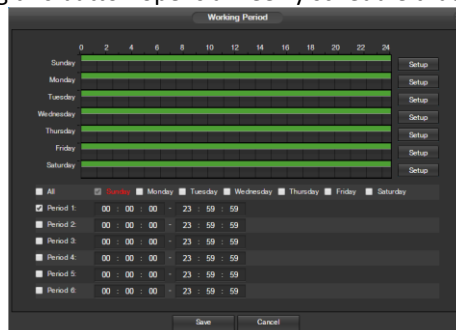 Working Period
0 2 4 6 8 10 12 14 16 18 20 22 24
Sunday Setup
Monday Setup
Tuesday Setup
Wednesday Setup
Thursday Setup
Friday Setup
Saturday Setup
All Sunday Monday Tuesday Wednesday Thursday Friday Saturday
Period 1: 00 : 00 : 00 - 23 : 59 : 59
Period 2: 00 : 00 : 00 - 23 : 59 : 59
Period 3: 00 : 00 : 00 - 23 : 59 : 59
Period 4: 00 : 00 : 00 - 23 : 59 : 59
Period 5: 00 : 00 : 00 - 23 : 59 : 59
Period 6: 00 : 00 : 00 - 23 : 59 : 59
Save Cancel